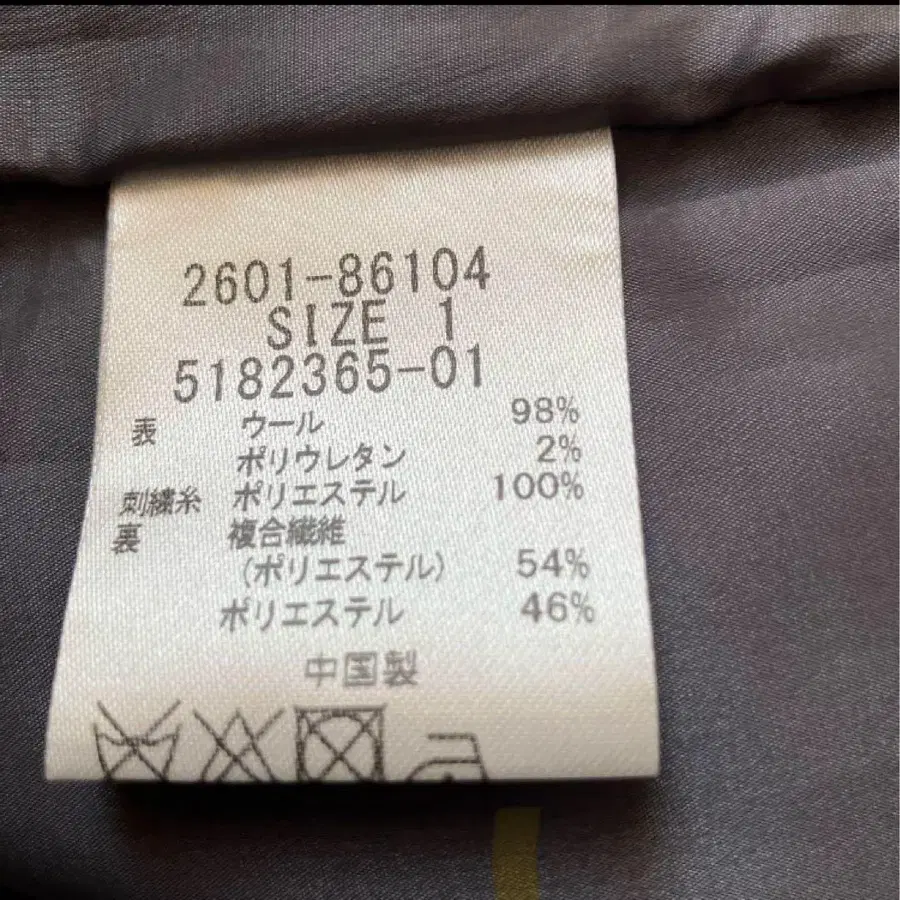 2601-86104
SIZE 1
5182365-01
表 ウール 98%
ポリウレタン 2%
刺繍糸 ポリエステル 100%
裏 複合繊維
(ポリエステル) 54%
ポリエステル 46%
中国製